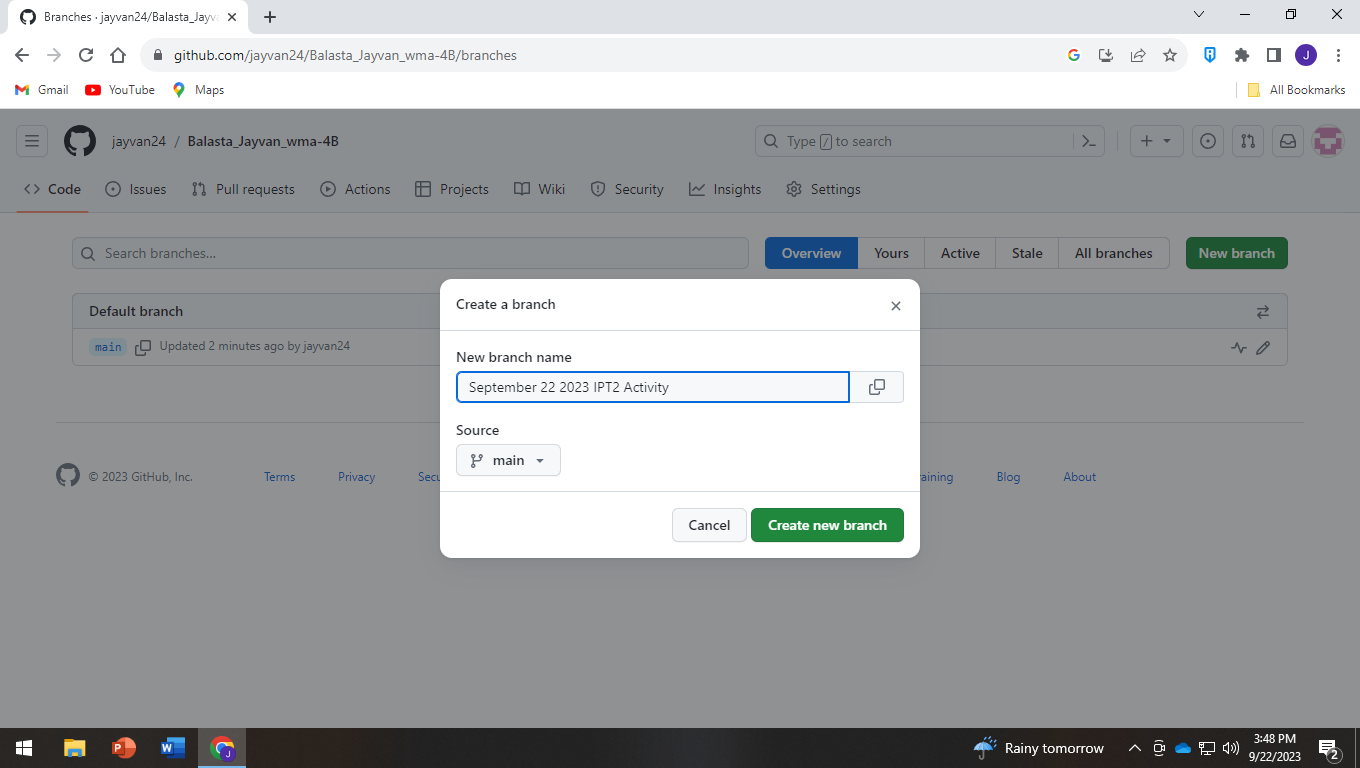 Branches · jayvan24/Balasta_Jayv
github.com/jayvan24/Balasta_Jayvan_wma-4B/branches
G
J
Gmail
YouTube
Maps
All Bookmarks
jayvan24 / Balasta_Jayvan_wma-4B
Type / to search
Code
Issues
Pull requests
Actions
Projects
Wiki
Security
Insights
Settings
Search branches...
Overview
Yours
Active
Stale
All branches
New branch
Default branch
main
Updated 2 minutes ago by jayvan24
Create a branch
New branch name
September 22 2023 IPT2 Activity
Source
main
Cancel
Create new branch
© 2023 GitHub, Inc.
Terms
Privacy
Secu
raining
Blog
About
P
W
J
Rainy tomorrow
3:48 PM
9/22/2023
2